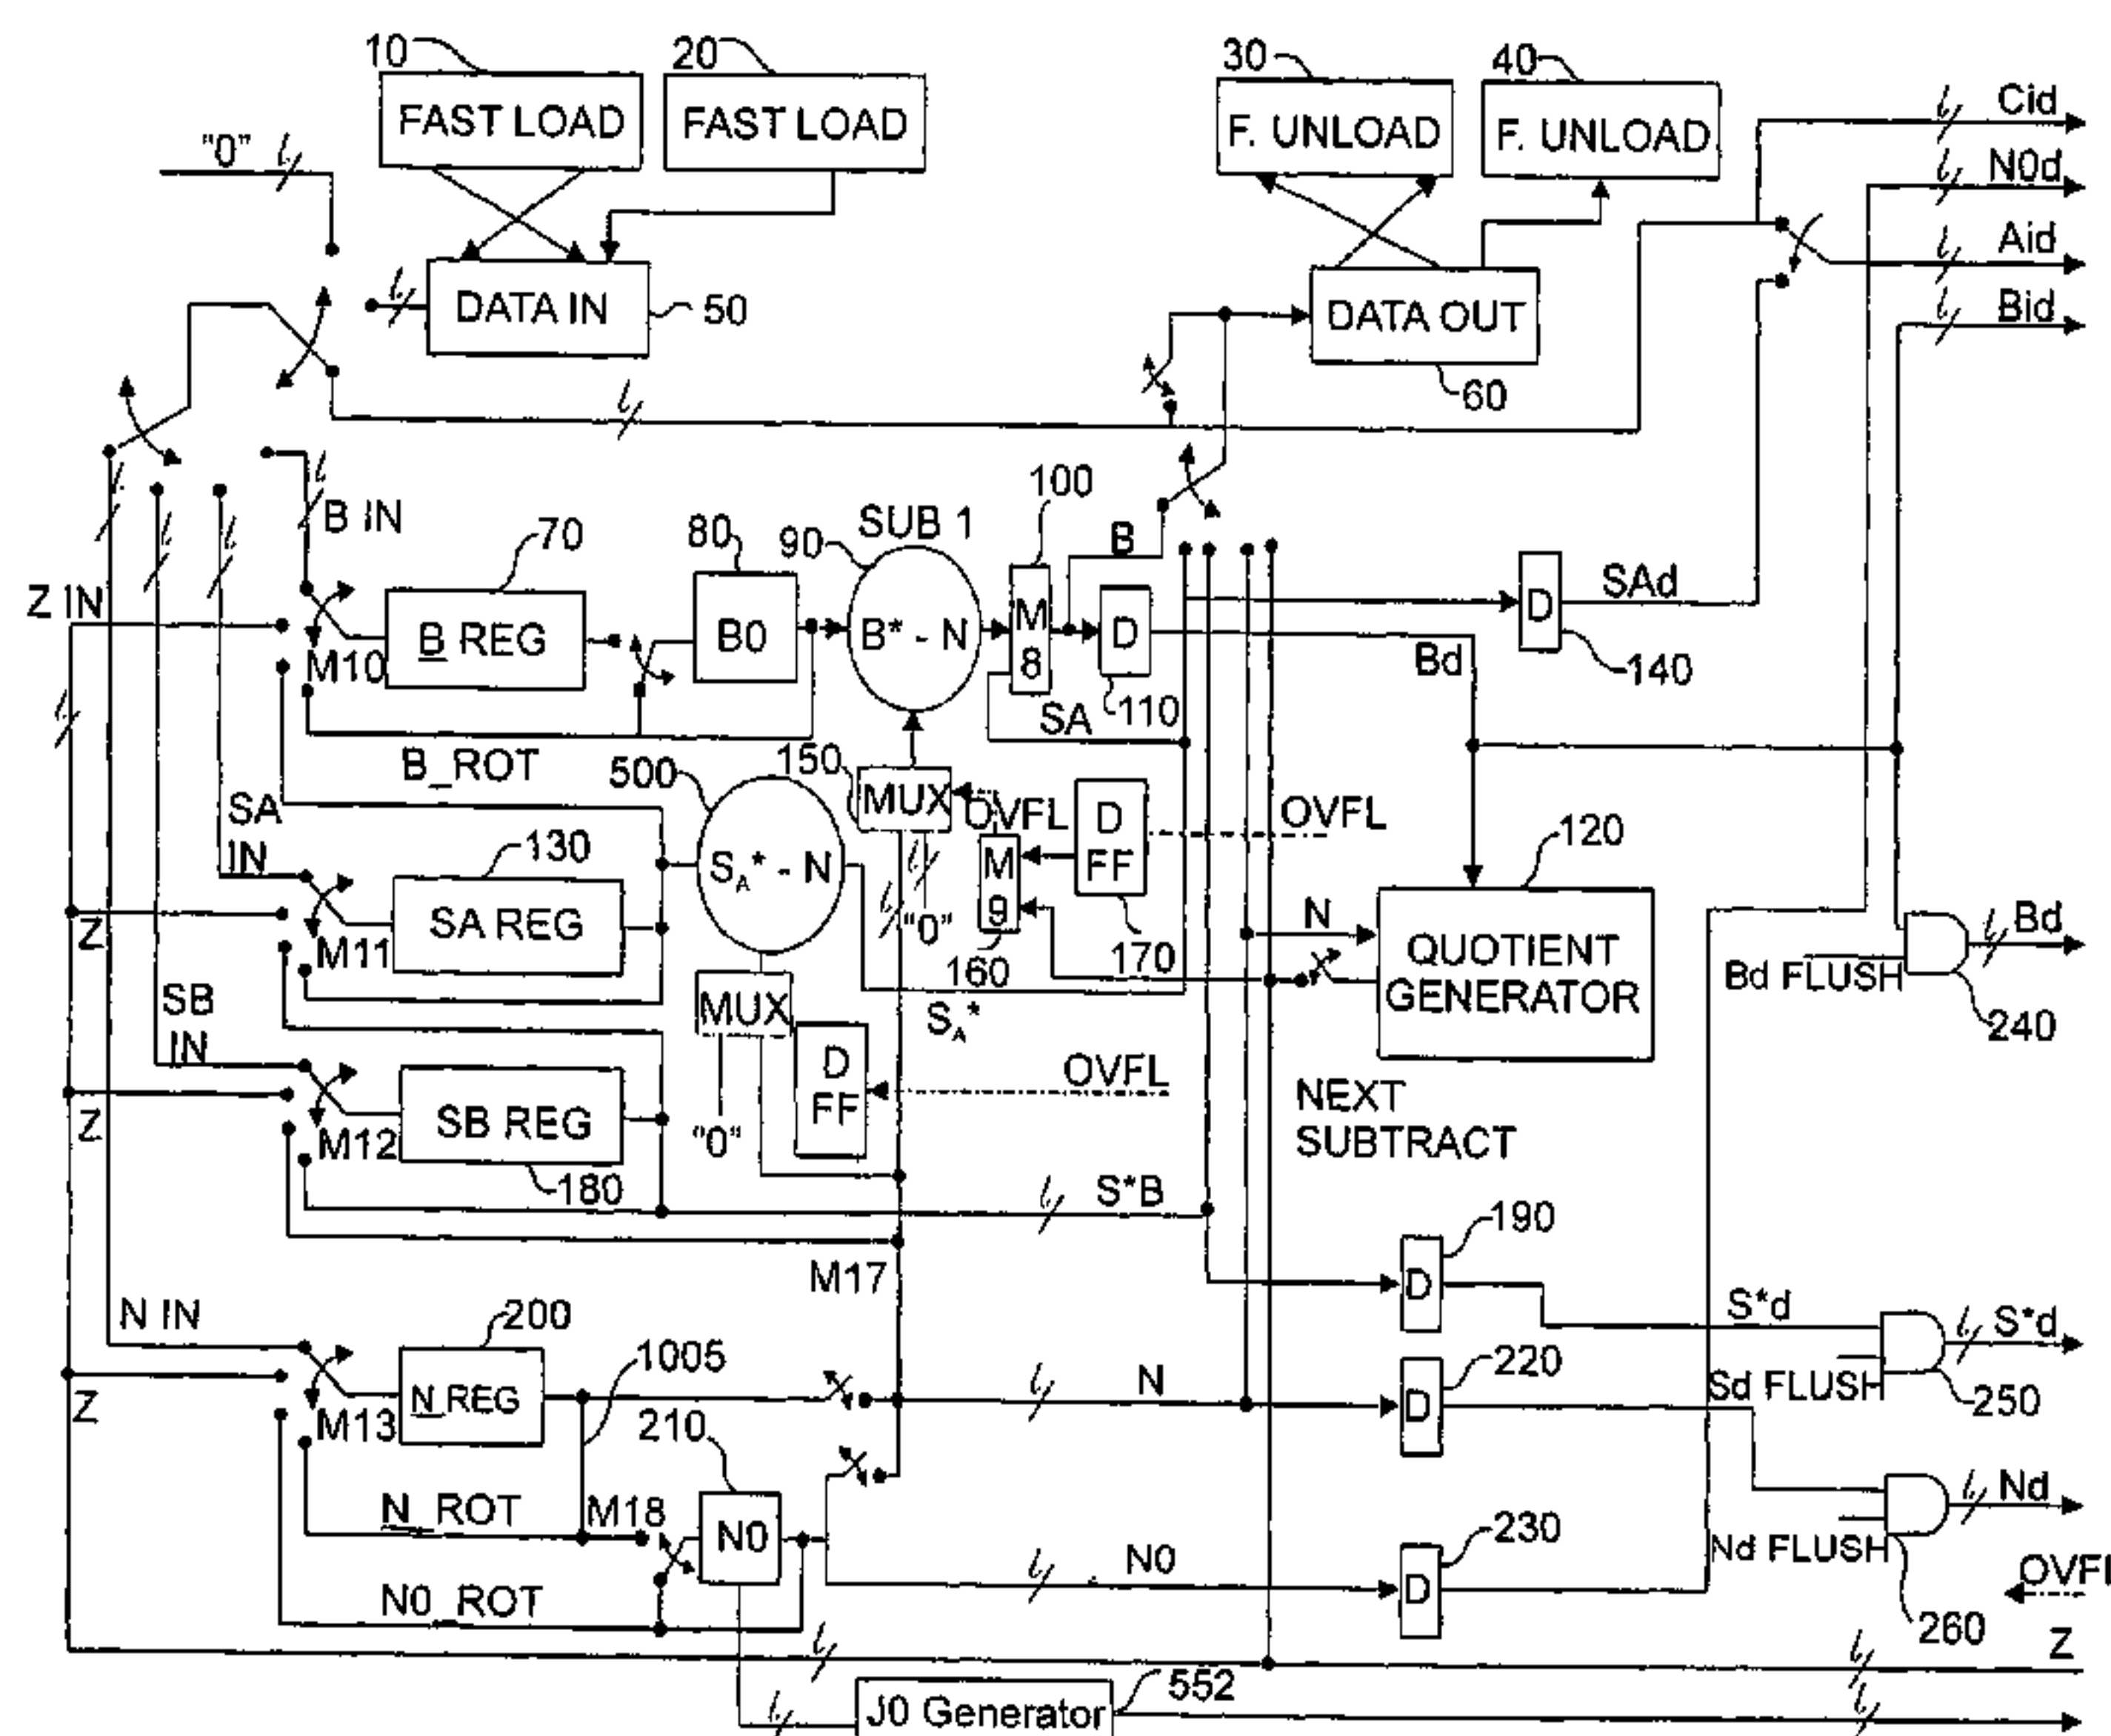 10
20
30
40
FAST LOAD
FAST LOAD
F. UNLOAD
F. UNLOAD
Cid
"0"
N0d
Aid
DATA IN
50
DATA OUT
Bid
60
B IN
70
80
90
SUB 1
100
B
Z IN
M10
B REG
B0
B* - N
M
8
D
110
Bd
D
SAd
140
B_ROT
SA
500
150
MUX
OVFL
D
FF
OVFL
120
SA
IN
130
SA REG
M11
Z
SA* - N
"0"
M
9
160
170
N
QUOTIENT
GENERATOR
Bd
Bd FLUSH
240
SB
IN
MUX
SA*
D
FF
OVFL
"0"
NEXT
SUBTRACT
Z
M12
SB REG
180
S*B
190
D
M17
S*d
S*d
Sd FLUSH
250
N IN
200
1005
N
220
D
Z
M13
N REG
210
N_ROT
M18
N0
Nd
Nd FLUSH
260
N0_ROT
N0
230
D
OVFL
Z
J0 Generator
552